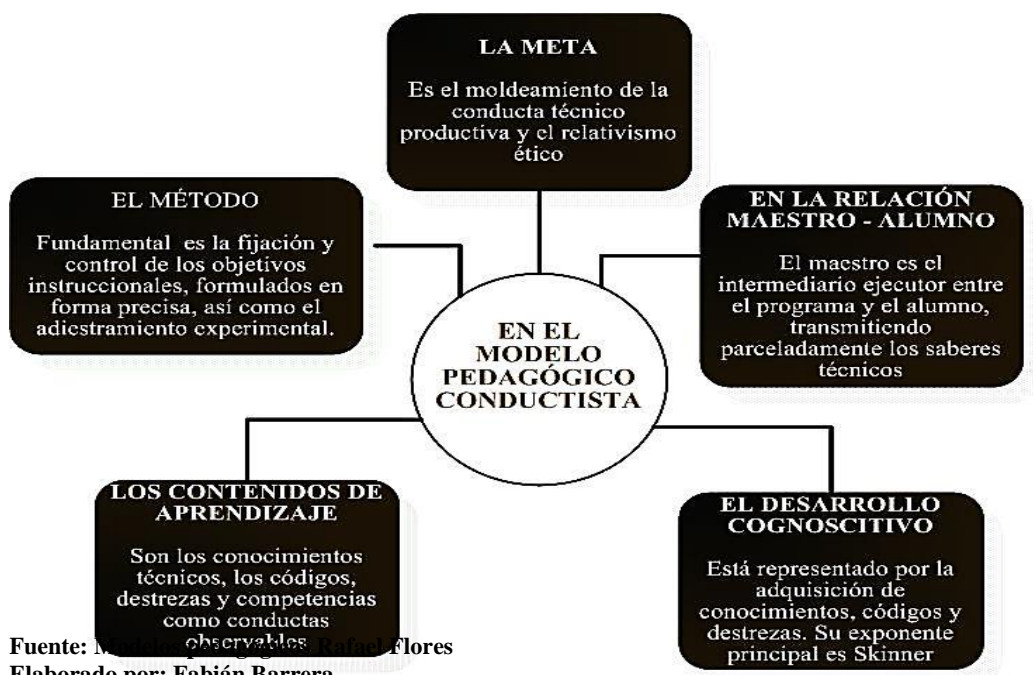 LA META
Es el moldeamiento de la
conducta técnico
productiva y el relativismo
ético
EL MÉTODO
Fundamental es la fijación y
control de los objetivos
instruccionales, formulados en
forma precisa, así como el
adiestramiento experimental.
EN LA RELACIÓN
MAESTRO - ALUMNO
El maestro es el
intermediario ejecutor entre
el programa y el alumno,
transmitiendo
parceladamente los saberes
técnicos
EN EL
MODELO
PEDAGÓGICO
CONDUCTISTA
LOS CONTENIDOS DE
APRENDIZAJE
Son los conocimientos
técnicos, los códigos,
destrezas y competencias
como conductas
observables
EL DESARROLLO
COGNOSCITIVO
Está representado por la
adquisición de
conocimientos, códigos y
destrezas. Su exponente
principal es Skinner
Fuente: Modelos Rafael Flores
Elaborado por: Fabián Barrera